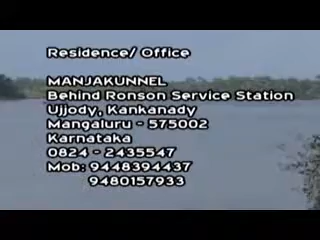 Residence/ Office
MANJAKUNNEL
Behind Ronson Service Station
Ujjody, Kankanady
Mangaluru - 575002
Karnataka
0824 - 2435547
Mob: 9448394437
9480157933